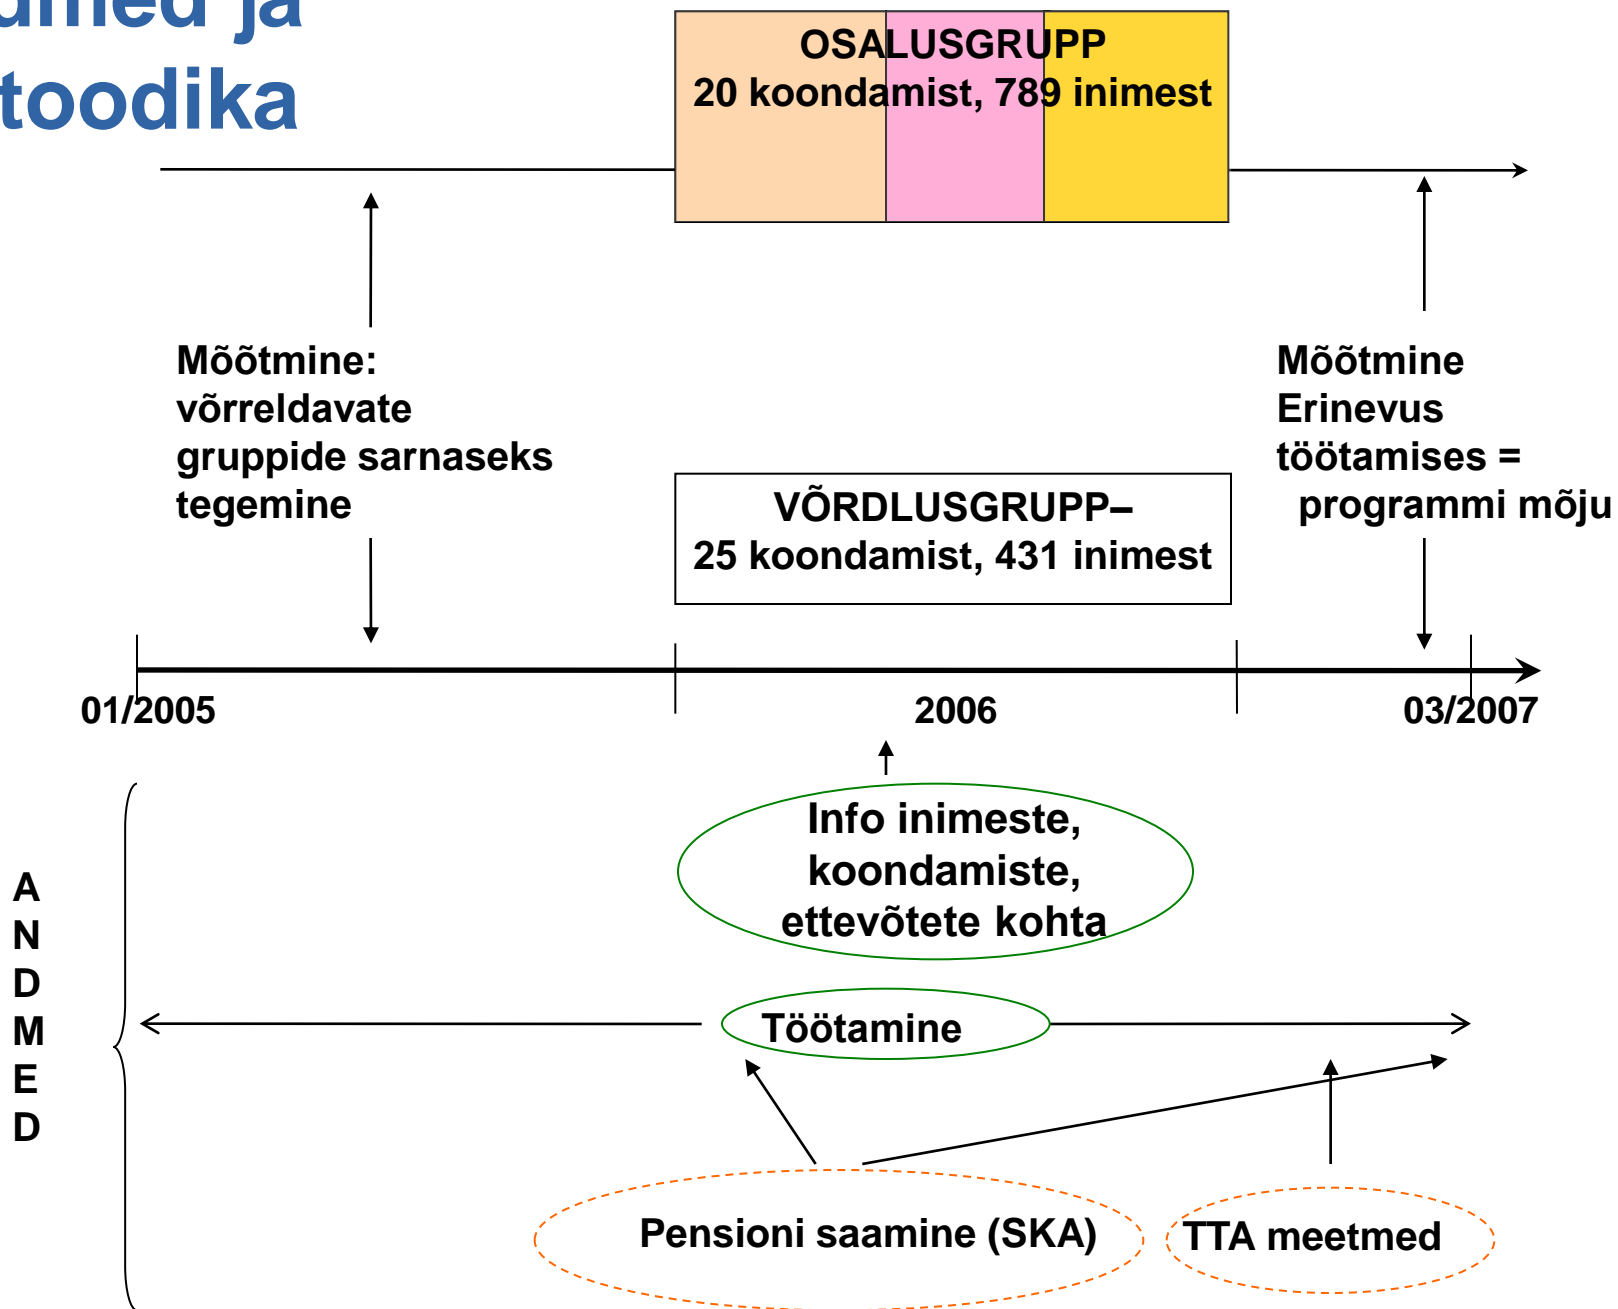 ja
toodika
OSALUSGRUPP
20 koondamist, 789 inimest
Mõõtmine:
võrreldavate
gruppide sarnaseks
tegemine
Mõõtmine
Erinevus
töötamises =
programmi mõju
VÕRDLUSGRUPP–
25 koondamist, 431 inimest
01/2005
2006
03/2007
Info inimeste,
koondamiste,
ettevõtete kohta
A
N
D
M
E
D
Töötamine
Pensioni saamine (SKA)
TTA meetmed